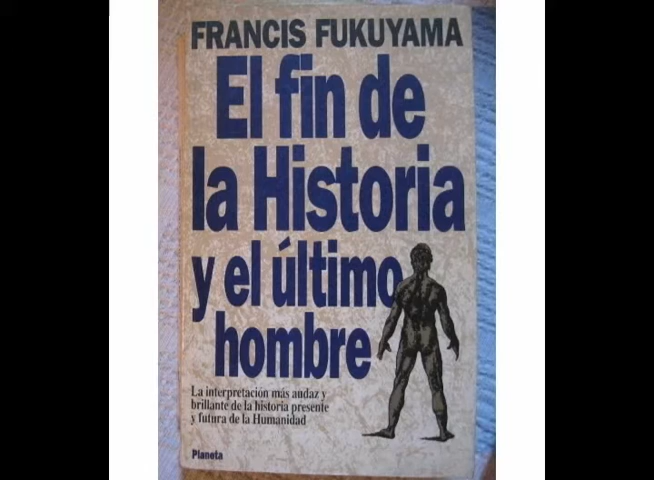 FRANCIS FUKUYAMA
El fin de
la Historia
y el último
hombre
La interpretación más audaz y
brillante de la historia presente
y futura de la Humanidad
Planeta